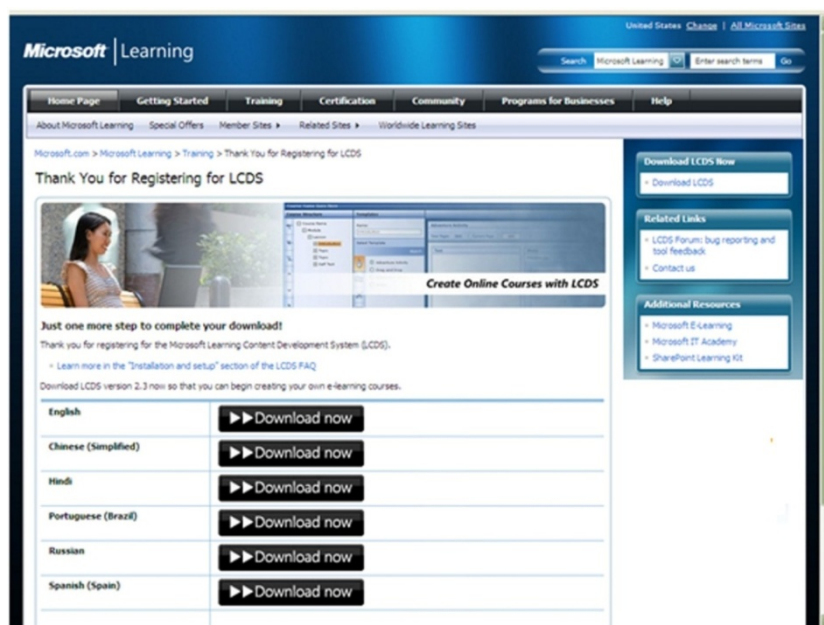 United States Change | All Microsoft Sites
Microsoft | Learning
Search Microsoft Learning Enter search terms Go
Home Page Getting Started Training Certification Community Programs for Businesses Help
About Microsoft Learning Special Offers Member Sites Related Sites Worldwide Learning Sites
Microsoft.com > Microsoft Learning > Training > Thank You for Registering for LCDS
Thank You for Registering for LCDS
Create Online Courses with LCDS
Just one more step to complete your download!
Thank you for registering for the Microsoft Learning Content Development System (LCDS).
Learn more in the "Installation and setup" section of the LCDS FAQ
Download LCDS version 2.3 now so that you can begin creating your own e-learning courses.
English Download now
Chinese (Simplified) Download now
Hindi Download now
Portuguese (Brazil) Download now
Russian Download now
Spanish (Spain) Download now
Download LCDS Now
Download LCDS
Related Links
LCDS Forum: bug reporting and
tool feedback
Contact us
Additional Resources
Microsoft E-Learning
Microsoft IT Academy
SharePoint Learning Kit